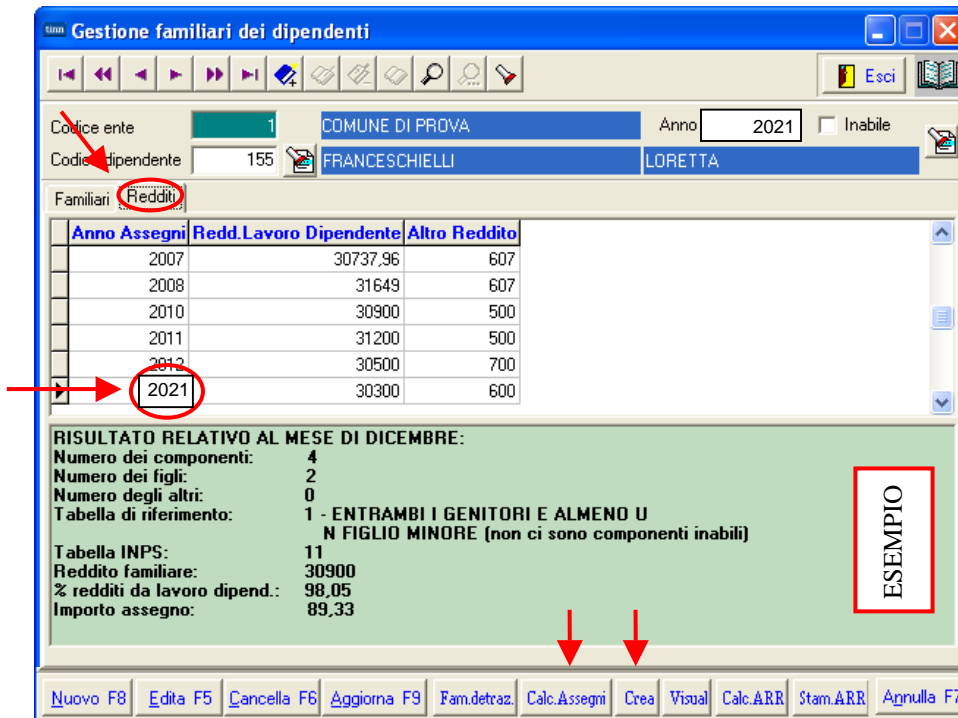 tinn Gestione familiari dei dipendenti
Esci
Codice ente 1 COMUNE DI PROVA Anno 2021 Inabile
Codice dipendente 155 FRANCESCHIELLI LORETTA
Familiari Redditi
Anno Assegni Redd.Lavoro Dipendente Altro Reddito
2007 30737,96 607
2008 31649 607
2010 30900 500
2011 31200 500
2012 30500 700
2021 30300 600
RISULTATO RELATIVO AL MESE DI DICEMBRE:
Numero dei componenti: 4
Numero dei figli: 2
Numero degli altri: 0
Tabella di riferimento: 1 - ENTRAMBI I GENITORI E ALMENO U
N FIGLIO MINORE (non ci sono componenti inabili)
Tabella INPS: 11
Reddito familiare: 30900
% redditi da lavoro dipend.: 98,05
Importo assegno: 89,33
ESEMPIO
Nuovo F8 Edita F5 Cancella F6 Aggiorna F9 Fam.detraz. Calc.Assegni Crea Visual Calc.ARR Stam.ARR Annulla F7